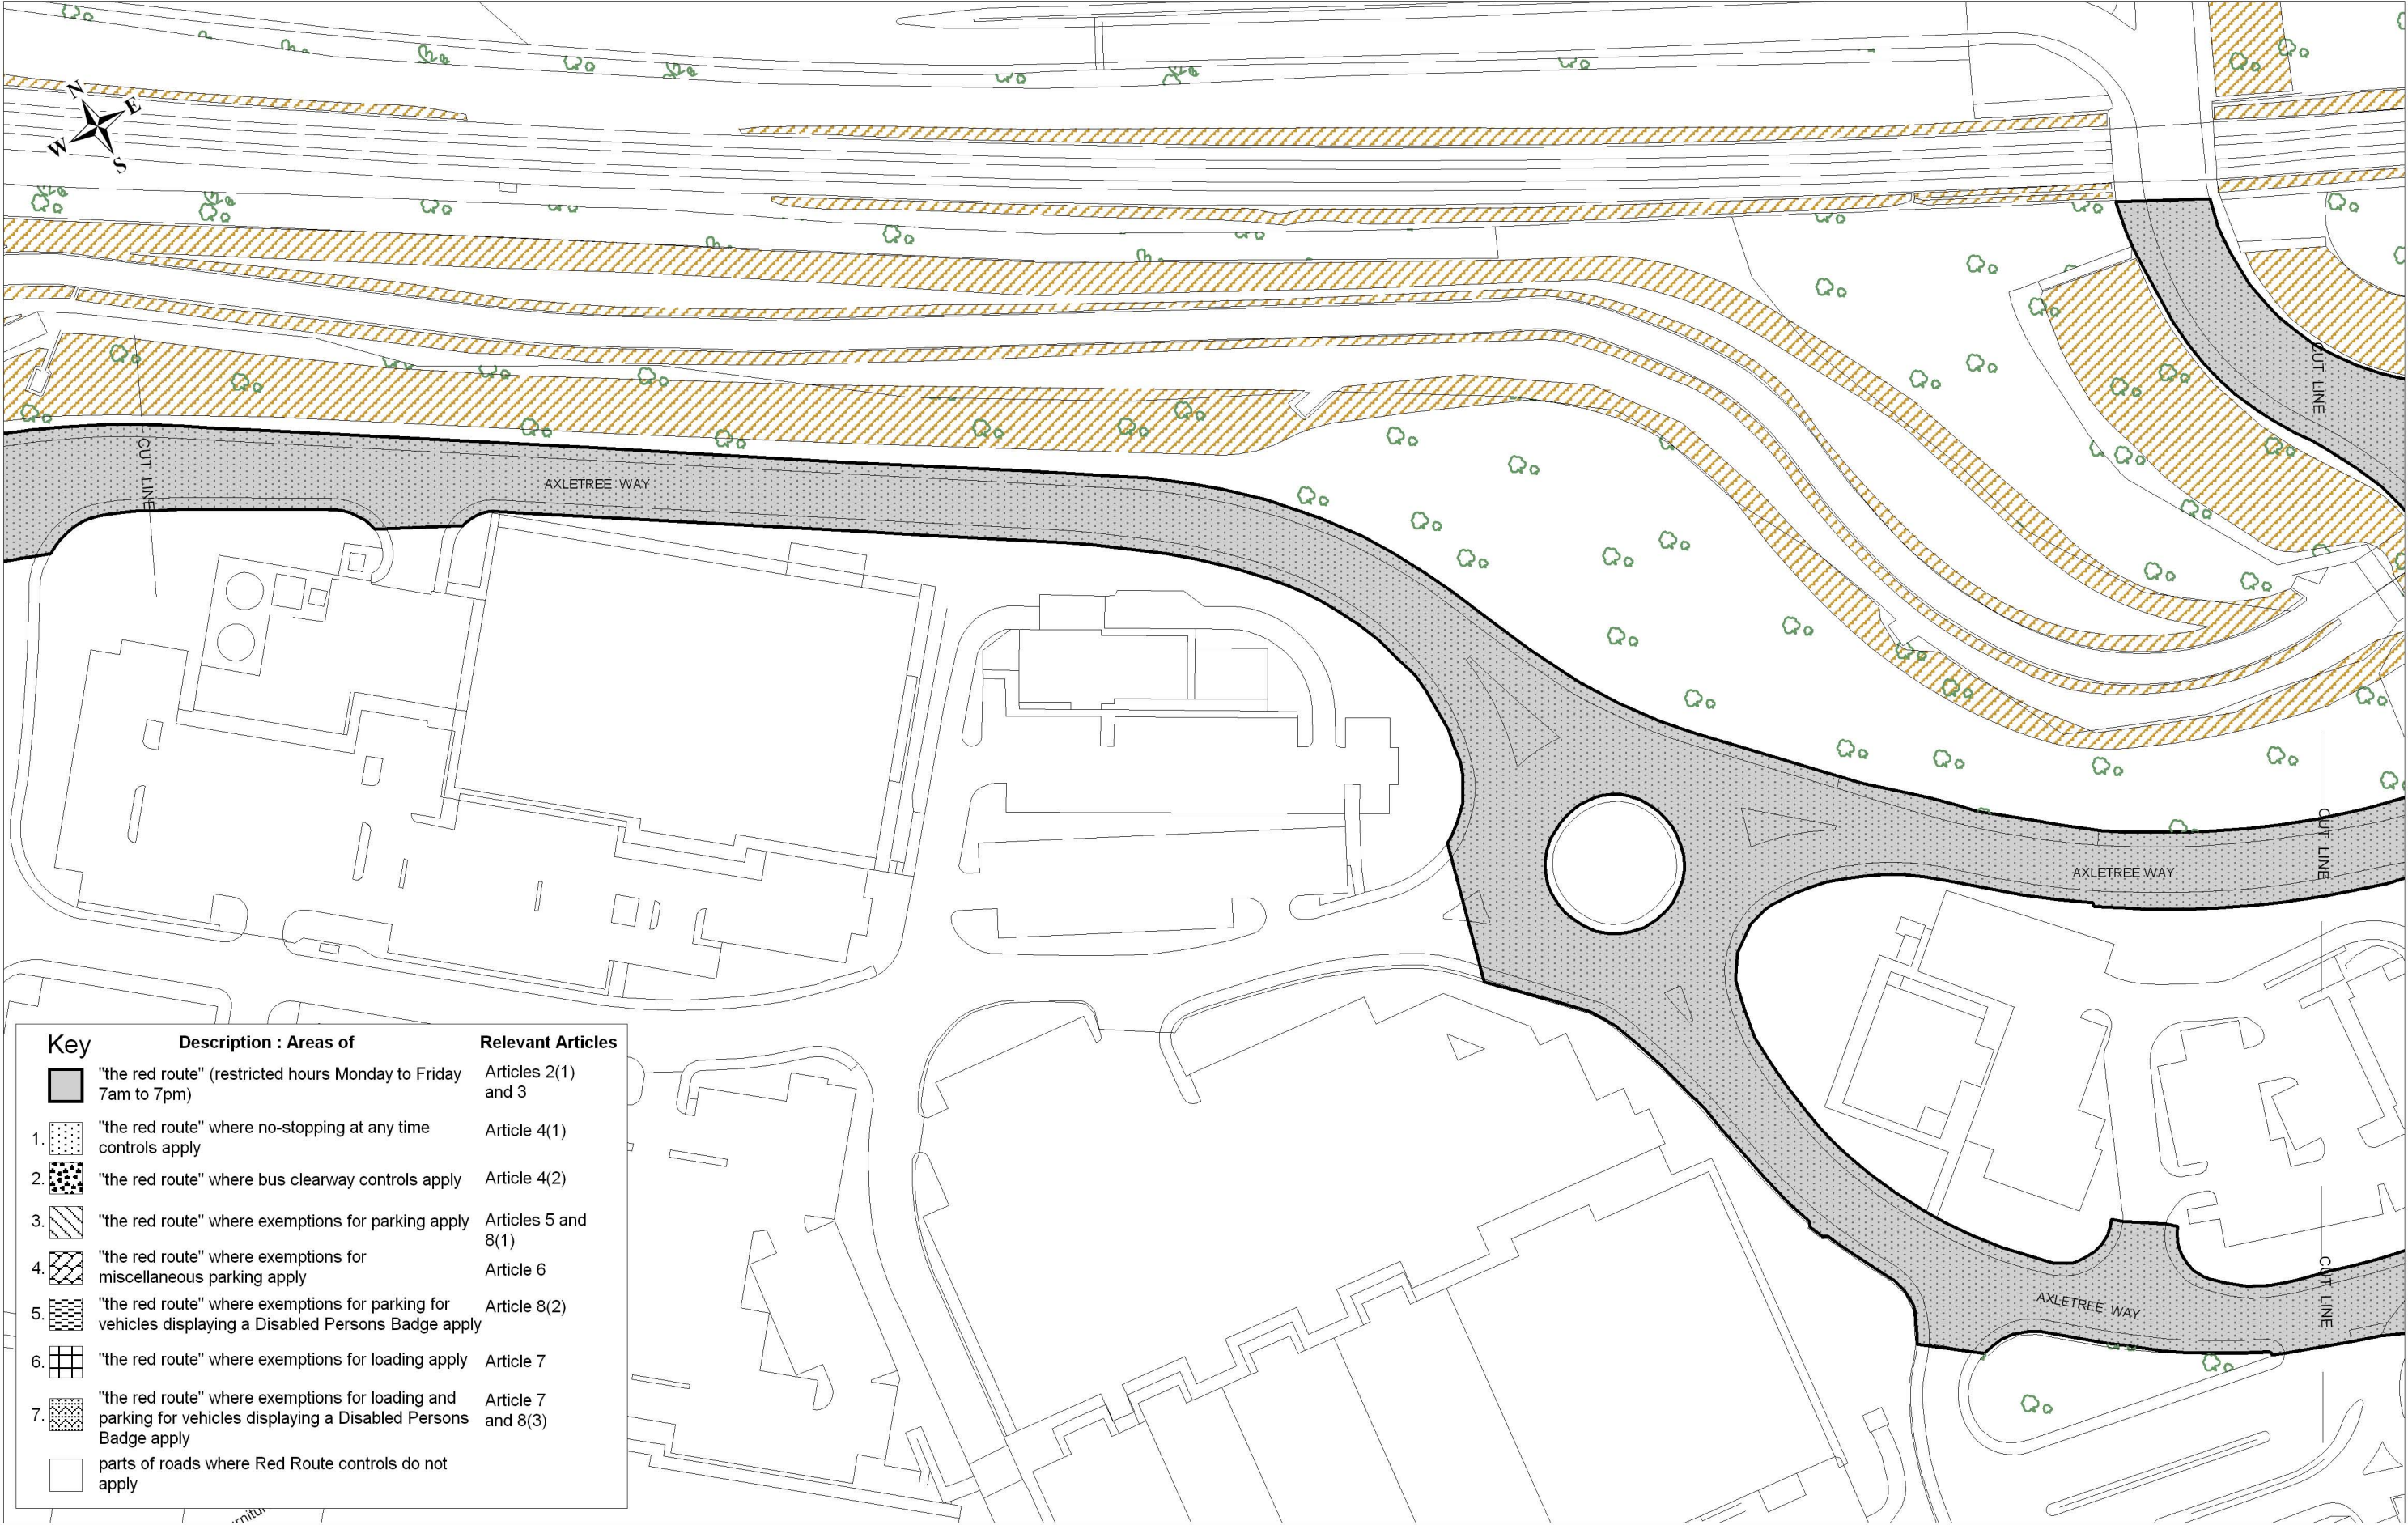 N
E
W
S
CUT LINE
AXLETREE WAY
CUT LINE
CUT LINE
AXLETREE WAY
CUT LINE
AXLETREE WAY
Key Description : Areas of Relevant Articles
"the red route" (restricted hours Monday to Friday Articles 2(1)
7am to 7pm) and 3
1. "the red route" where no-stopping at any time Article 4(1)
controls apply
2. "the red route" where bus clearway controls apply Article 4(2)
3. "the red route" where exemptions for parking apply Articles 5 and
8(1)
4. "the red route" where exemptions for
miscellaneous parking apply Article 6
5. "the red route" where exemptions for parking for Article 8(2)
vehicles displaying a Disabled Persons Badge apply
6. "the red route" where exemptions for loading apply Article 7
7. "the red route" where exemptions for loading and Article 7
parking for vehicles displaying a Disabled Persons and 8(3)
Badge apply
parts of roads where Red Route controls do not
apply